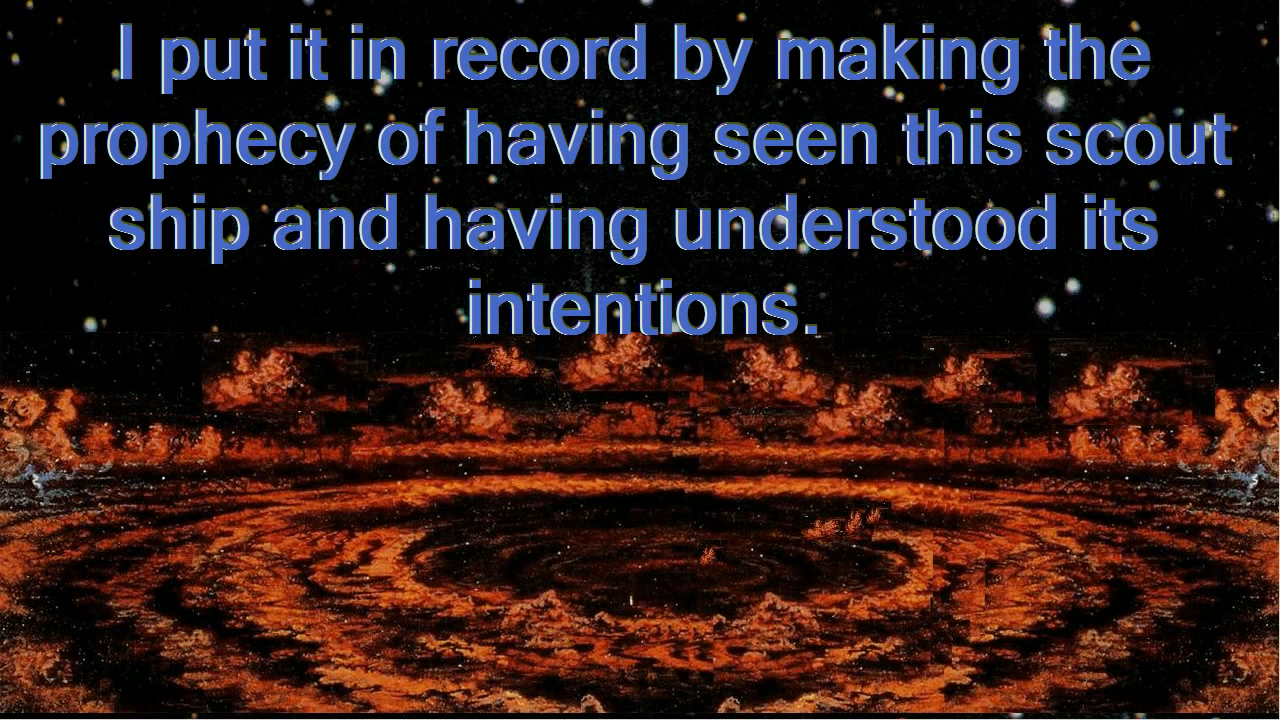 I put it in record by making the
prophecy of having seen this scout
ship and having understood its
intentions.